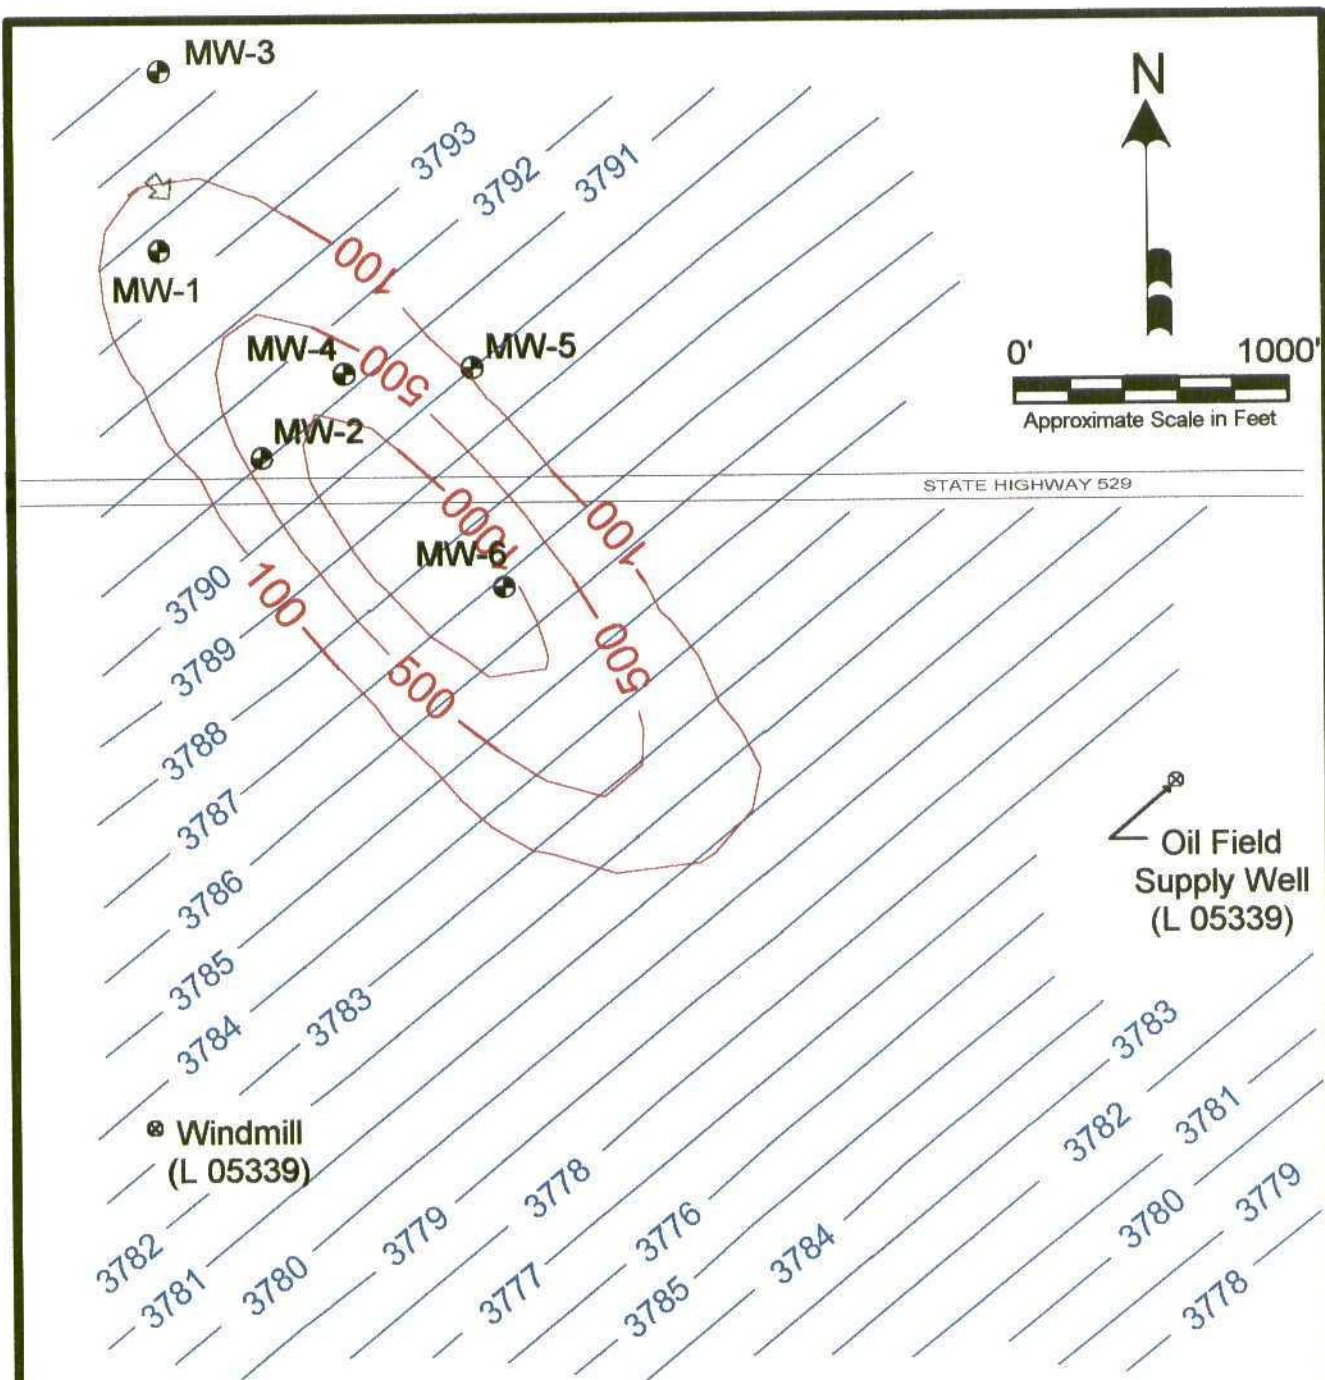 MW-3
N
3793
3792
3791
100
MW-1
0' 1000'
Approximate Scale in Feet
MW-4
500
MW-5
MW-2
STATE HIGHWAY 529
1000
100
MW-6
3790
100
3789
500
500
3788
3787
Oil Field
Supply Well
(L 05339)
3786
3785
3783
3784
3783
Windmill
(L 05339)
3782
3781
3778
3779
3776
3780
3779
3784
3782
3781
3780
3777
3785
3778